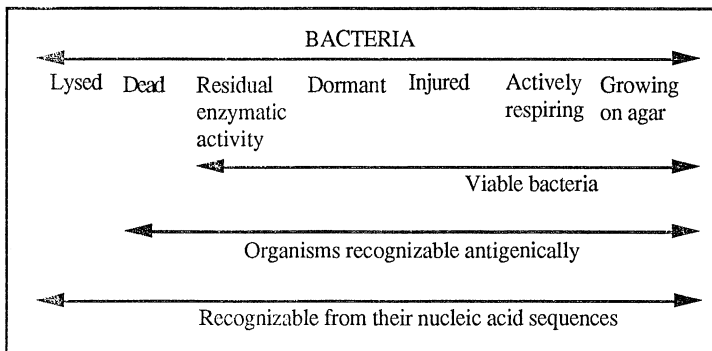 BACTERIA
Lysed Dead Residual Dormant Injured Actively Growing
enzymatic respiring on agar
activity
Viable bacteria
Organisms recognizable antigenically
Recognizable from their nucleic acid sequences